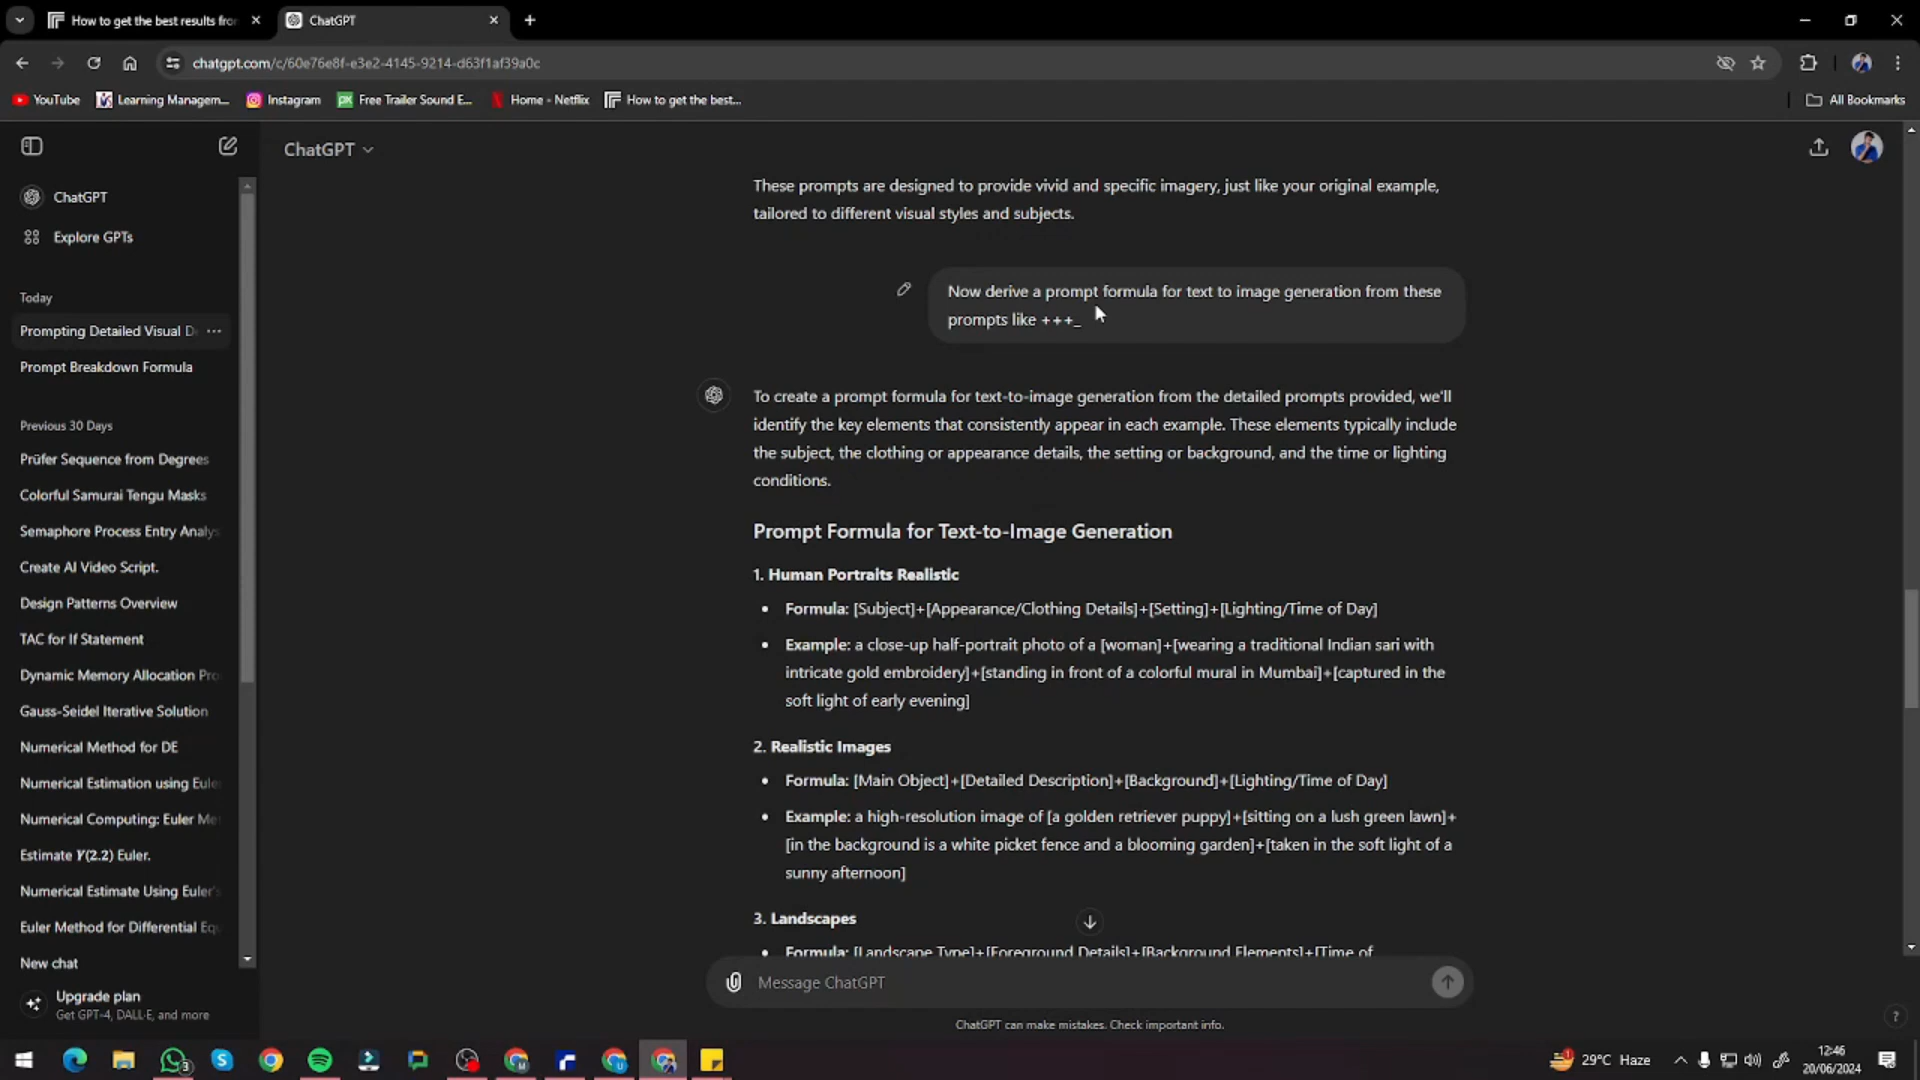 How to get the best results from
ChatGPT
chatgpt.com/c/60e76e8f-e3e2-4145-9214-d63f1af39a0c
YouTube
Learning Managem...
Instagram
Free Trailer Sound E...
Home - Netflix
How to get the best...
All Bookmarks
ChatGPT
ChatGPT
Explore GPTs
Today
Prompting Detailed Visual D
Prompt Breakdown Formula
Previous 30 Days
Prüfer Sequence from Degrees
Colorful Samurai Tengu Masks
Semaphore Process Entry Analys
Create AI Video Script.
Design Patterns Overview
TAC for If Statement
Dynamic Memory Allocation Pro
Gauss-Seidel Iterative Solution
Numerical Method for DE
Numerical Estimation using Eule
Numerical Computing: Euler Me
Estimate Y(2.2) Euler.
Numerical Estimate Using Euler's
Euler Method for Differential Eq
New chat
Upgrade plan
Get GPT-4, DALL·E, and more
These prompts are designed to provide vivid and specific imagery, just like your original example,
tailored to different visual styles and subjects.
Now derive a prompt formula for text to image generation from these
prompts like +++_
To create a prompt formula for text-to-image generation from the detailed prompts provided, we'll
identify the key elements that consistently appear in each example. These elements typically include
the subject, the clothing or appearance details, the setting or background, and the time or lighting
conditions.
Prompt Formula for Text-to-Image Generation
1. Human Portraits Realistic
• Formula: [Subject]+[Appearance/Clothing Details]+[Setting]+[Lighting/Time of Day]
• Example: a close-up half-portrait photo of a [woman]+[wearing a traditional Indian sari with
intricate gold embroidery]+[standing in front of a colorful mural in Mumbai]+[captured in the
soft light of early evening]
2. Realistic Images
• Formula: [Main Object]+[Detailed Description]+[Background]+[Lighting/Time of Day]
• Example: a high-resolution image of [a golden retriever puppy]+[sitting on a lush green lawn]+
[in the background is a white picket fence and a blooming garden]+[taken in the soft light of a
sunny afternoon]
3. Landscapes
• Formula: [Landscape Type]+[Foreground Details]+[Background Elements]+[Time of
Message ChatGPT
ChatGPT can make mistakes. Check important info.
?
3
29°C Haze
12:46
20/06/2024